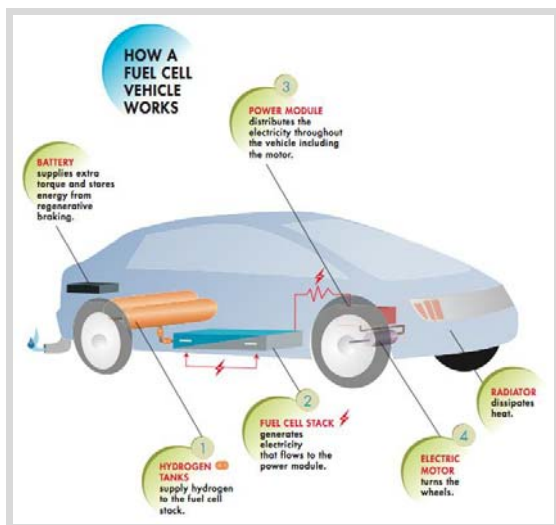 HOW A
FUEL CELL
VEHICLE
WORKS
3
POWER MODULE
distributes the
electricity throughout
the vehicle including
the motor.
BATTERY
supplies extra
torque and stores
energy from
regenerative
braking.
1
HYDROGEN
TANKS
supply hydrogen
to the fuel cell
stack.
2
FUEL CELL STACK
generates
electricity
that flows to the
power module.
4
ELECTRIC
MOTOR
turns the
wheels.
RADIATOR
dissipates
heat.